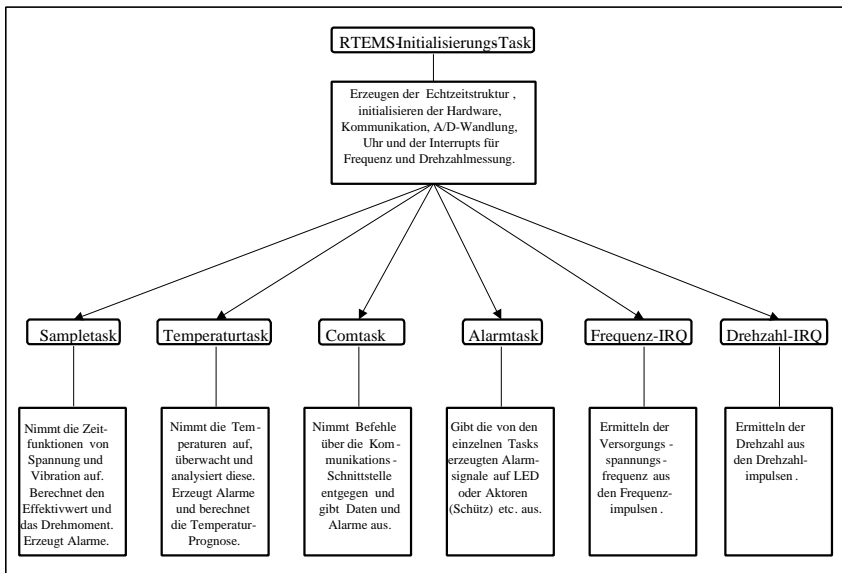 RTEMS-Initialisierungs-Task
Erzeugen der Echtzeitstruktur ,
initialisieren der Hardware,
Kommunikation, A/D-Wandlung,
Uhr und der Interrupts für
Frequenz und Drehzahlmessung.
Sampletask
Temperaturtask
Comtask
Alarmtask
Frequenz-IRQ
Drehzahl-IRQ
Nimmt die Zeit-
funktionen von
Spannung und
Vibration auf.
Berechnet den
Effektivwert und
das Drehmoment.
Erzeugt Alarme.
Nimmt die Tem-
peraturen auf,
überwacht und
analysiert diese.
Erzeugt Alarme
und berechnet
die Temperatur-
Prognose.
Nimmt Befehle
über die Kom-
munikations -
Schnittstelle
entgegen und
gibt Daten und
Alarme aus.
Gibt die von den
einzelnen Tasks
erzeugten Alarm-
signale auf LED
oder Aktoren
(Schütz) etc. aus.
Ermitteln der
Versorgungs -
spannungs-
frequenz aus
den Frequenz-
impulsen .
Ermitteln der
Drehzahl aus
den Drehzahl-
impulsen .